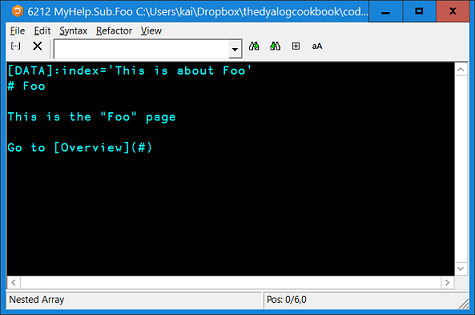 6212 MyHelp.Sub.Foo C:\Users\kai\Dropbox\thedyalogcookbook\cod...
File Edit Syntax Refactor View
[··] aA
[DATA]:index='This is about Foo'
# Foo
This is the "Foo" page
Go to [Overview](#)
Nested Array Pos: 0/6,0